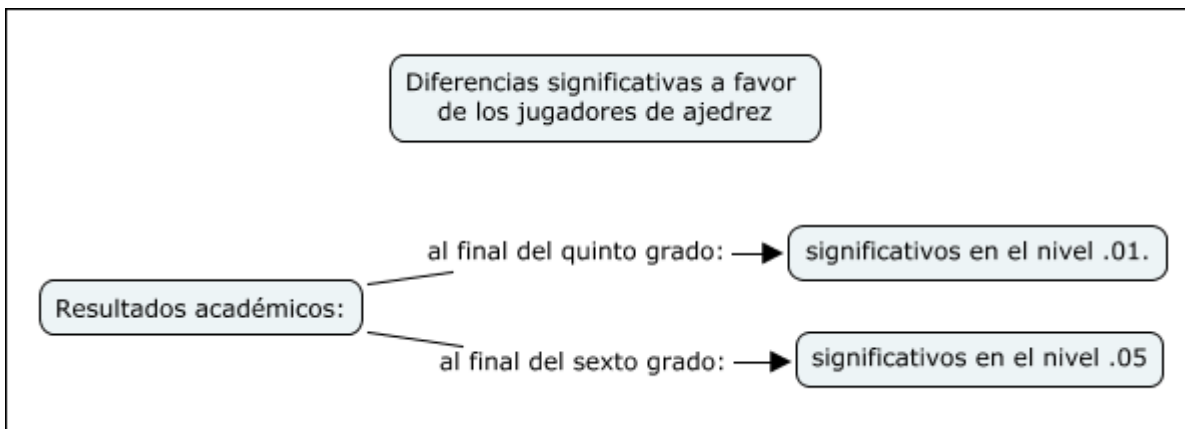 Diferencias significativas a favor
de los jugadores de ajedrez
Resultados académicos:
al final del quinto grado:
significativos en el nivel .01.
al final del sexto grado:
significativos en el nivel .05